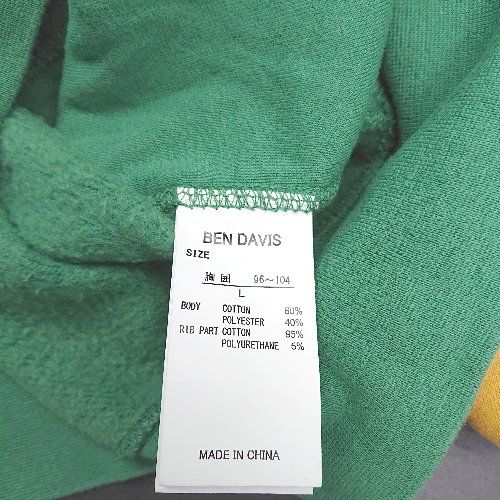 BEN DAVIS
SIZE
胸囲 96～104
L
BODY COTTON 60%
POLYESTER 40%
RIB PART COTTON 95%
POLYURETHANE 5%
MADE IN CHINA